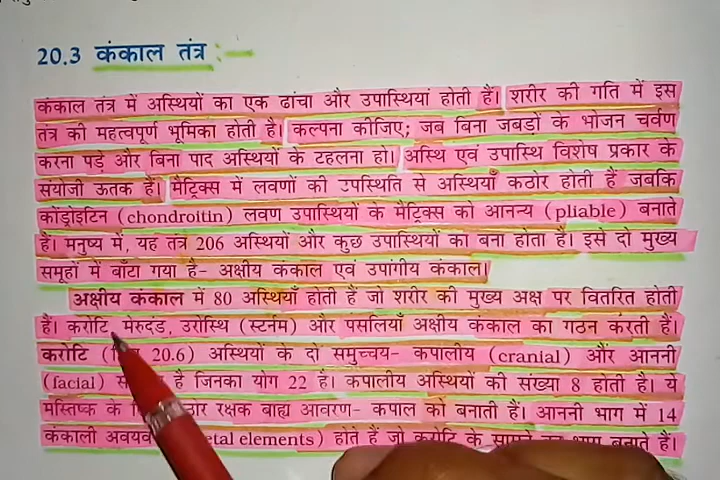 20.3 कंकाल तंत्र :-
कंकाल तंत्र में अस्थियों का एक ढांचा और उपास्थियां होती हैं। शरीर की गति में इस
तंत्र की महत्वपूर्ण भूमिका होती है। कल्पना कीजिए; जब बिना जबड़ों के भोजन चर्वण
करना पड़े और बिना पाद अस्थियों के टहलना हो। अस्थि एवं उपास्थि विशेष प्रकार के
संयोजी ऊतक हैं। मैट्रिक्स में लवणों की उपस्थिति से अस्थियाँ कठोर होती हैं जबकि
कोंड्रोइटिन (chondroitin) लवण उपास्थियों के मैट्रिक्स को आनन्य (pliable) बनाते
हैं। मनुष्य में, यह तंत्र 206 अस्थियों और कुछ उपास्थियों का बना होता है। इसे दो मुख्य
समूहों में बाँटा गया है- अक्षीय कंकाल एवं उपांगीय कंकाल।
अक्षीय कंकाल में 80 अस्थियाँ होती हैं जो शरीर की मुख्य अक्ष पर वितरित होती
हैं। करोटि, मेरुदंड, उरोस्थि (स्टर्नम) और पसलियाँ अक्षीय कंकाल का गठन करती हैं।
करोटि ( 20.6) अस्थियों के दो समुच्चय- कपालीय (cranial) और आननी
(facial) है जिनका योग 22 है। कपालीय अस्थियों की संख्या 8 होती है। ये
मस्तिष्क के रक्षक बाह्य आवरण- कपाल को बनाती हैं। आननी भाग में 14
कंकाली अवयव etal elements) होते हैं जो करोटि के सामने का भाग बनाते हैं।